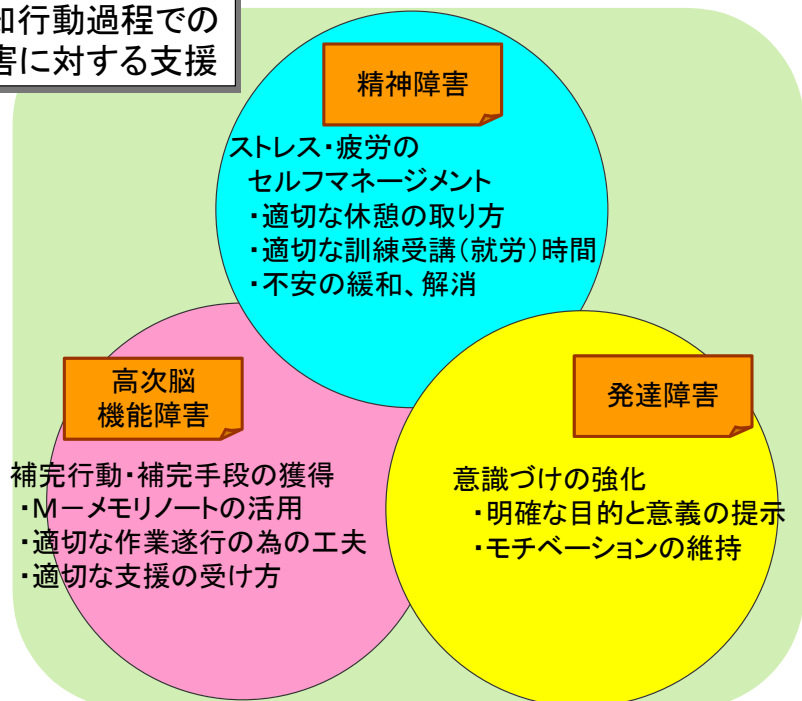 知行動過程での
害に対する支援
精神障害
ストレス・疲労の
セルフマネージメント
・適切な休憩の取り方
・適切な訓練受講(就労)時間
・不安の緩和、解消
高次脳
機能障害
補完行動・補完手段の獲得
・M－メモリノートの活用
・適切な作業遂行の為の工夫
・適切な支援の受け方
発達障害
意識づけの強化
・明確な目的と意義の提示
・モチベーションの維持